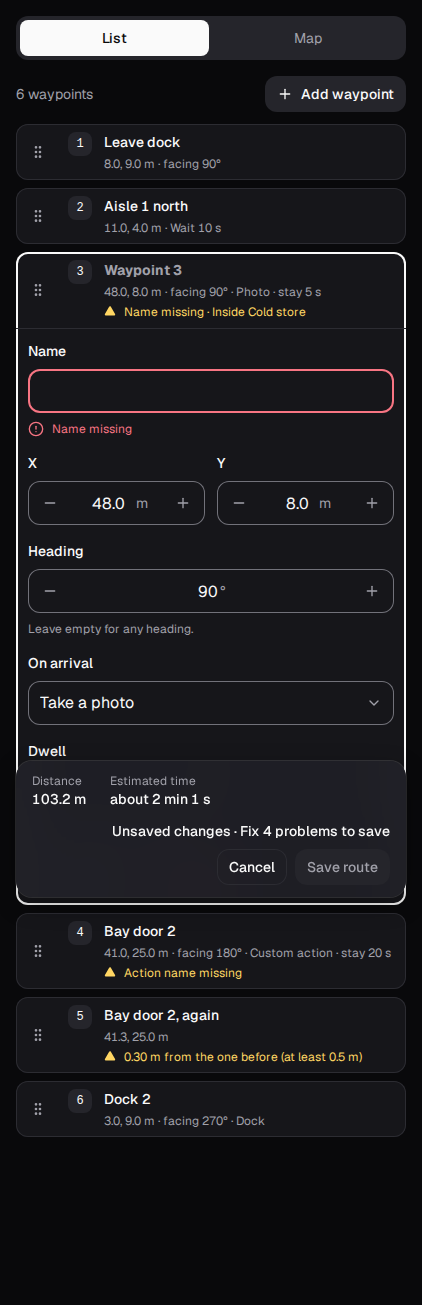 List
Map
6 waypoints
Add waypoint
1
Leave dock
8.0, 9.0 m · facing 90°
2
Aisle 1 north
11.0, 4.0 m · Wait 10 s
3
Waypoint 3
48.0, 8.0 m · facing 90° · Photo · stay 5 s
Name missing · Inside Cold store
Name
Name missing
X
Y
48.0 m
8.0 m
Heading
90°
Leave empty for any heading.
On arrival
Take a photo
Dwell
Distance
Estimated time
103.2 m
about 2 min 1 s
Unsaved changes · Fix 4 problems to save
Cancel
Save route
4
Bay door 2
41.0, 25.0 m · facing 180° · Custom action · stay 20 s
Action name missing
5
Bay door 2, again
41.3, 25.0 m
0.30 m from the one before (at least 0.5 m)
6
Dock 2
3.0, 9.0 m · facing 270° · Dock